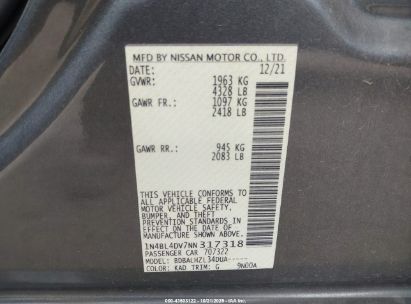 MFD BY NISSAN MOTOR CO., LTD.
DATE: 12/21
GVWR: 1963 KG
4328 LB
GAWR FR.: 1097 KG
2418 LB
GAWR RR.: 945 KG
2083 LB
THIS VEHICLE CONFORMS
TO ALL APPLICABLE FEDERAL
MOTOR VEHICLE SAFETY,
BUMPER, AND THEFT
PREVENTION STANDARDS IN
EFFECT ON THE DATE OF
MANUFACTURE SHOWN ABOVE.
1N4BL4DV7NN317318
PASSENGER CAR 707322
MODEL:
COLOR: KAD TRIM: G